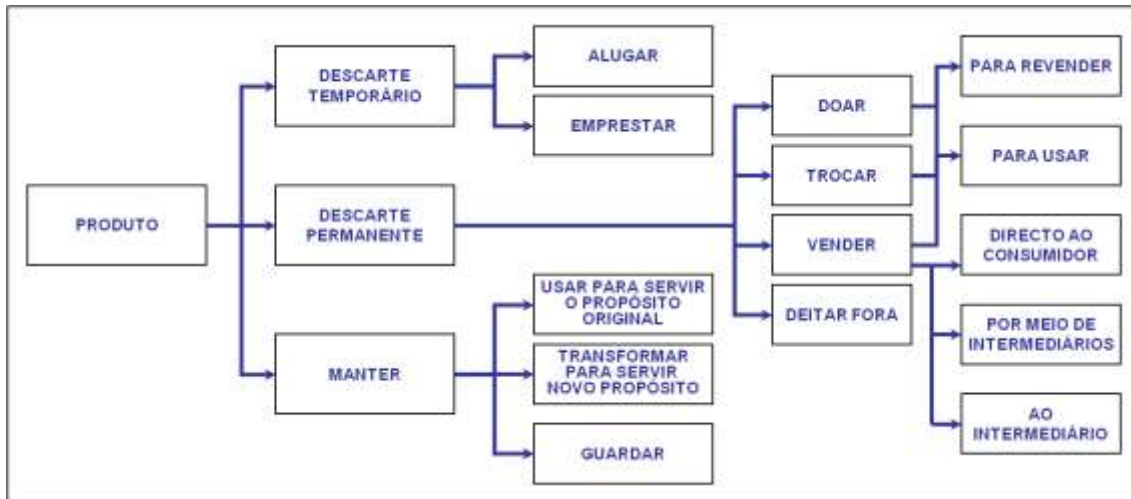 PRODUTO
DESCARTE
TEMPORÁRIO
ALUGAR
EMPRESTAR
DESCARTE
PERMANENTE
DOAR
TROCAR
VENDER
DEITAR FORA
PARA REVENDER
PARA USAR
DIRECTO AO
CONSUMIDOR
POR MEIO DE
INTERMEDIÁRIOS
AO
INTERMEDIÁRIO
MANTER
USAR PARA SERVIR
O PROPÓSITO
ORIGINAL
TRANSFORMAR
PARA SERVIR
NOVO PROPÓSITO
GUARDAR